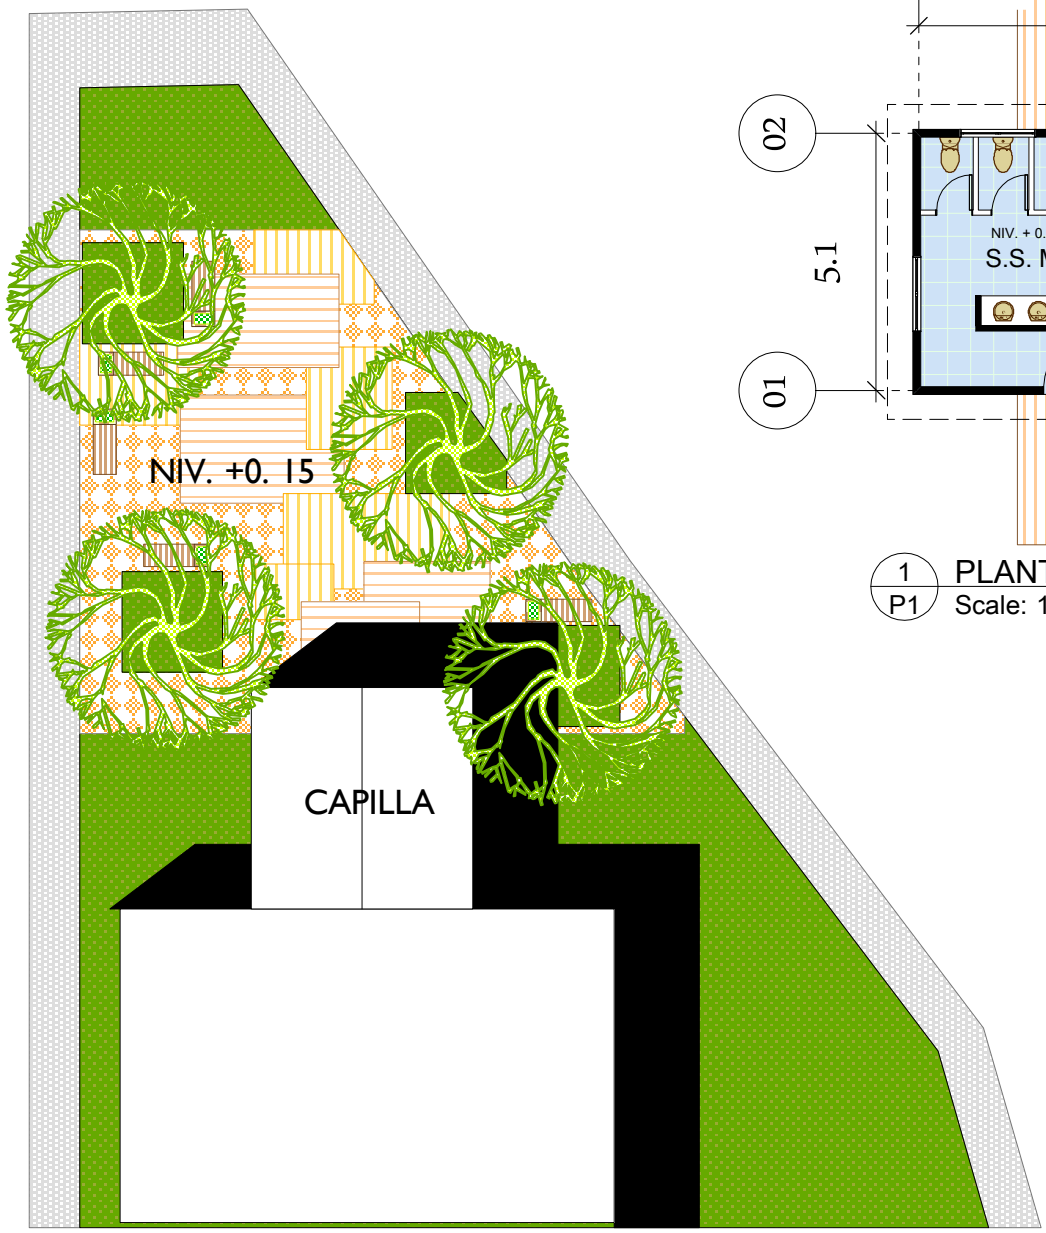 02
NIV. + 0.
S.S. M
5.1
01
NIV. +0. 15
1
P1
PLANT
Scale: 1
CAPILLA